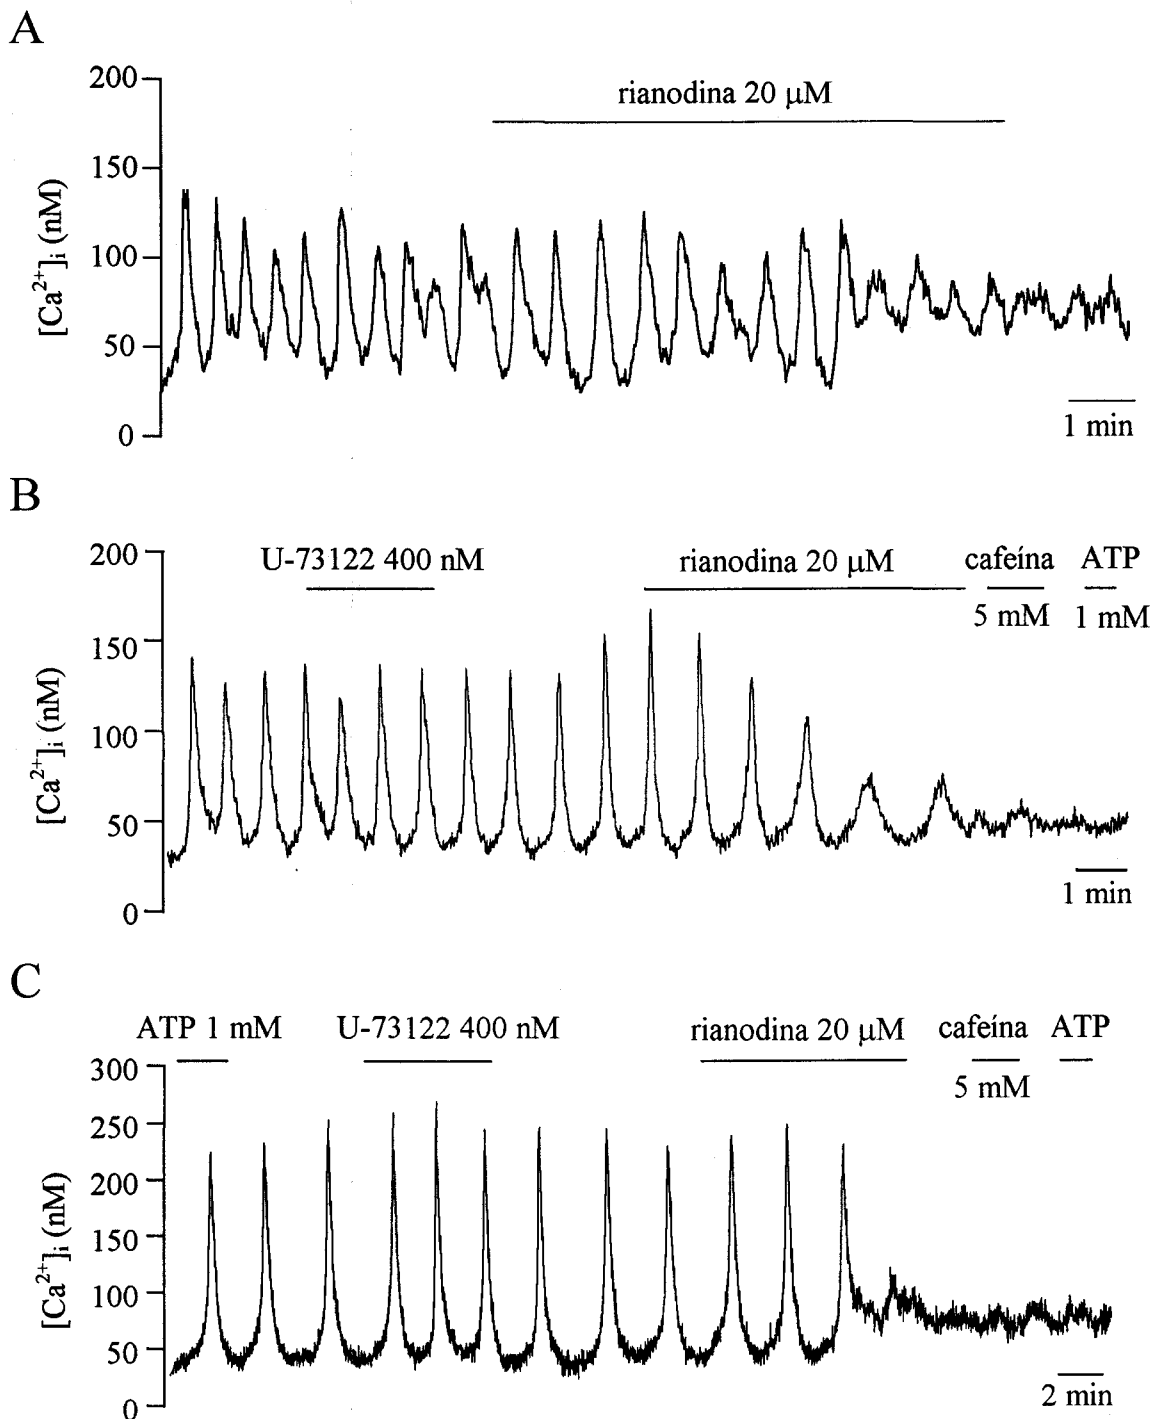 A
rianodina 20 μM
200
150
100
50
0
[Ca²⁺]ᵢ (nM)
1 min
B
U-73122 400 nM
rianodina 20 μM
cafeína
ATP
5 mM
1 mM
200
150
100
50
0
[Ca²⁺]ᵢ (nM)
1 min
C
ATP 1 mM
U-73122 400 nM
rianodina 20 μM
cafeína
ATP
5 mM
300
250
200
150
100
50
0
[Ca²⁺]ᵢ (nM)
2 min